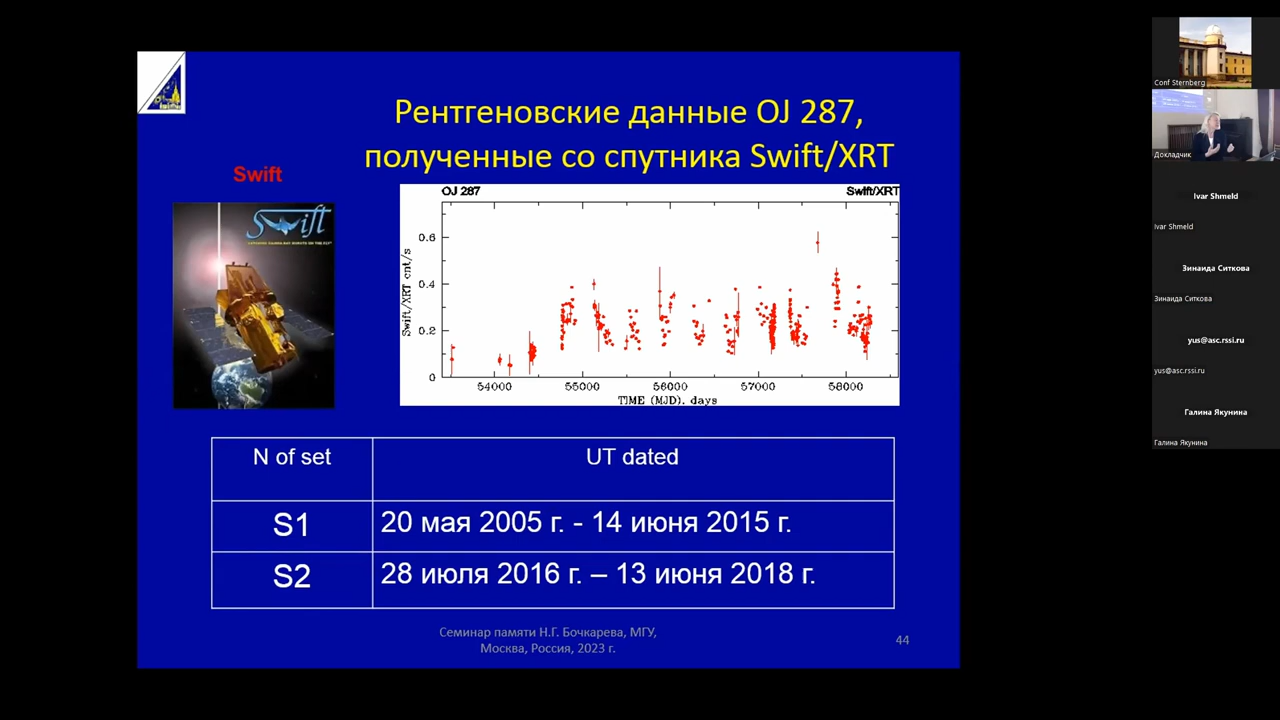 Рентгеновские данные OJ 287,
полученные со спутника Swift/XRT
Swift
Swift
OJ 287
Swift/XRT
Swift/XRT cnt/s
0.6
0.4
0.2
0
54000
55000
56000
57000
58000
TIME (MJD), days
N of set
UT dated
S1
20 мая 2005 г. - 14 июня 2015 г.
S2
28 июля 2016 г. – 13 июня 2018 г.
Семинар памяти Н.Г. Бочкарева, МГУ,
Москва, Россия, 2023 г.
44
Conf Sternberg
Докладчик
Ivar Shmeld
Ivar Shmeld
Зинаида Ситкова
Зинаида Ситкова
yus@asc.rssi.ru
yus@asc.rssi.ru
Галина Якунина
Галина Якунина